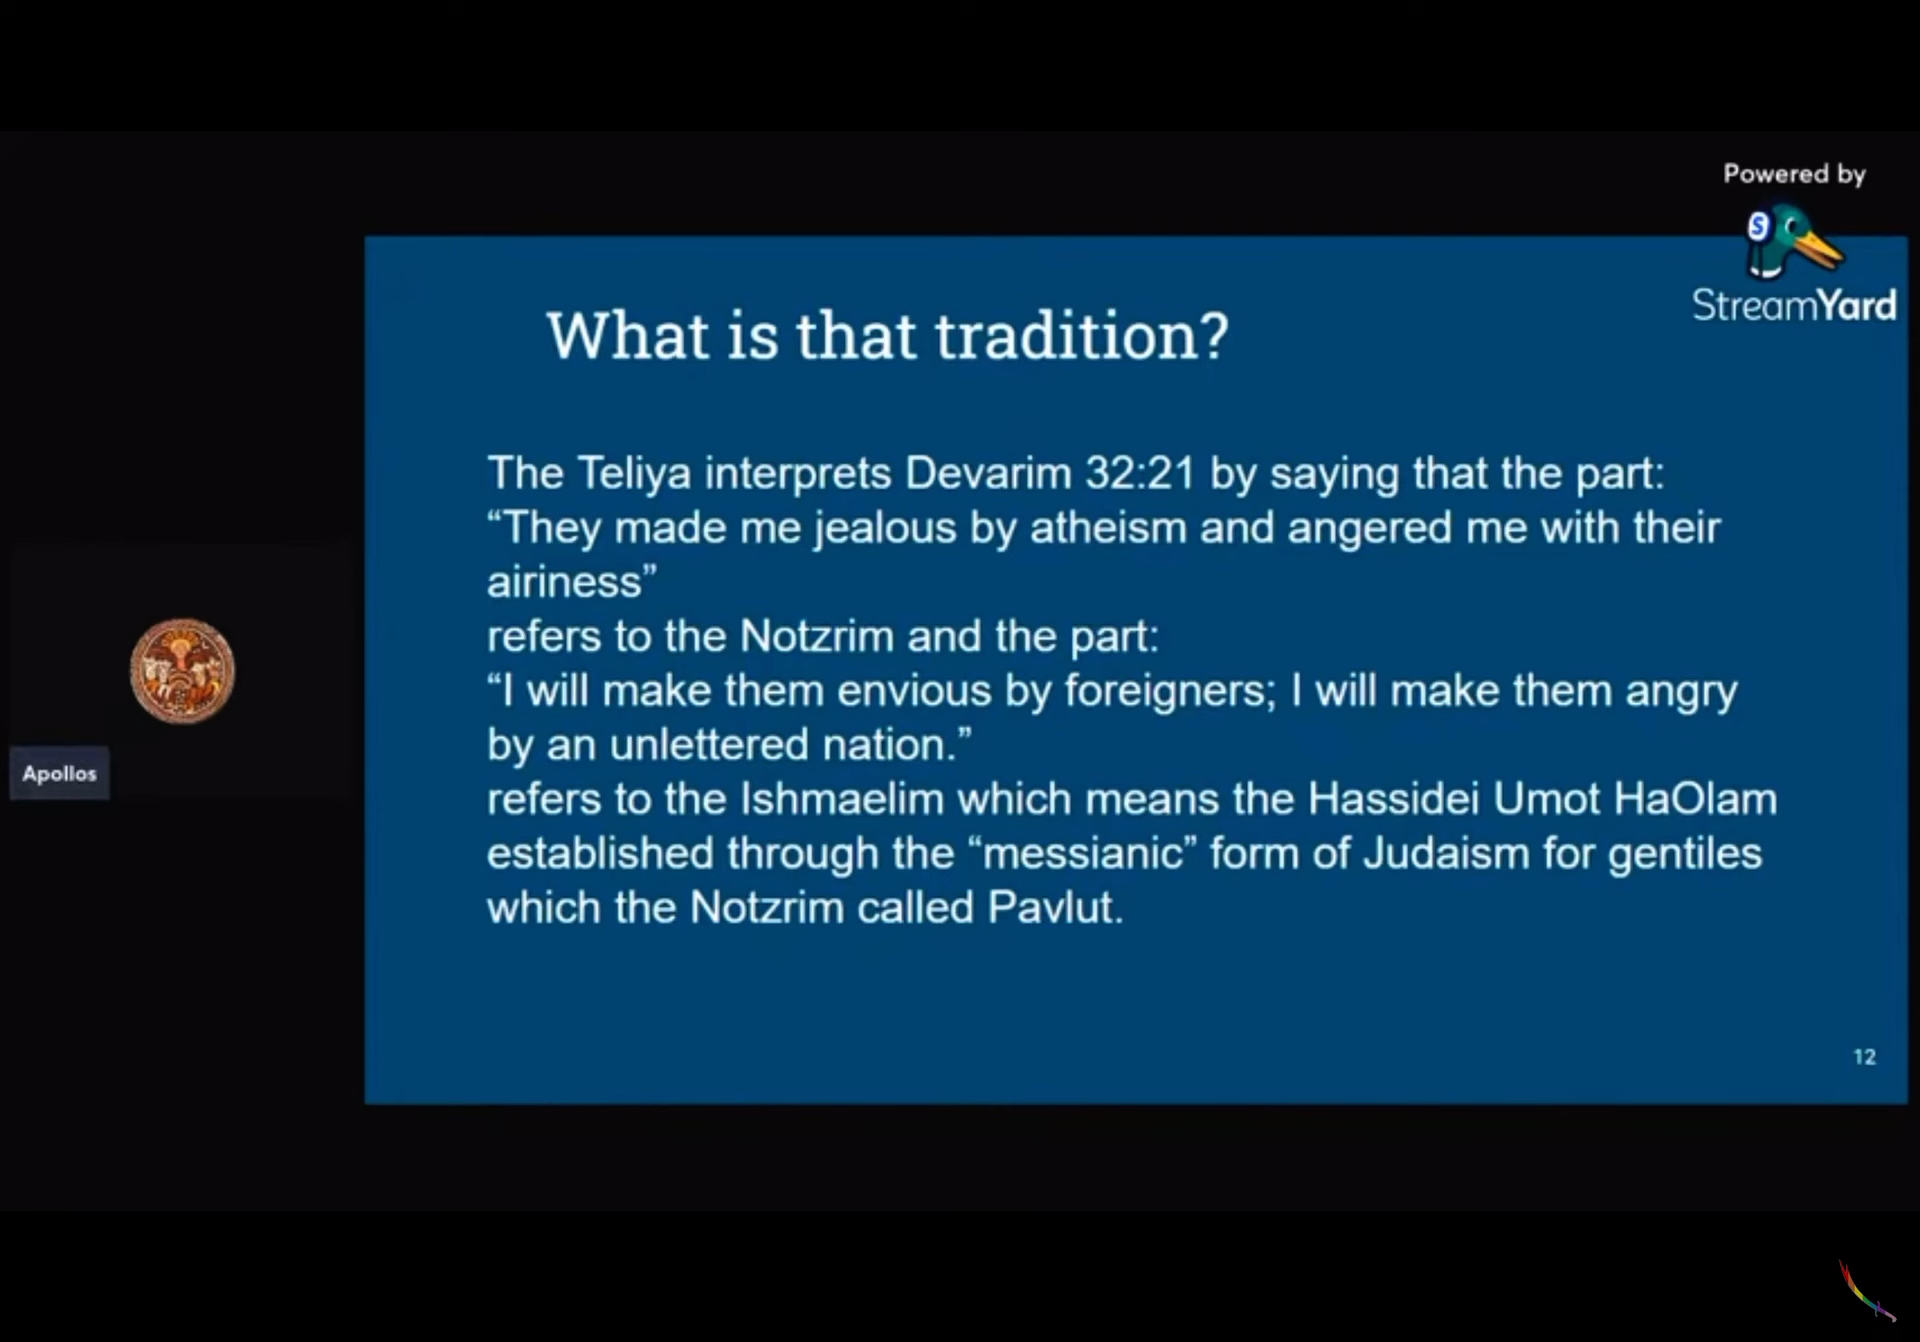 Powered by
StreamYard
What is that tradition?
The Teliya interprets Devarim 32:21 by saying that the part:
“They made me jealous by atheism and angered me with their
airiness”
refers to the Notzrim and the part:
“I will make them envious by foreigners; I will make them angry
by an unlettered nation.”
refers to the Ishmaelim which means the Hassidei Umot HaOlam
established through the “messianic” form of Judaism for gentiles
which the Notzrim called Pavlut.
Apollos
12